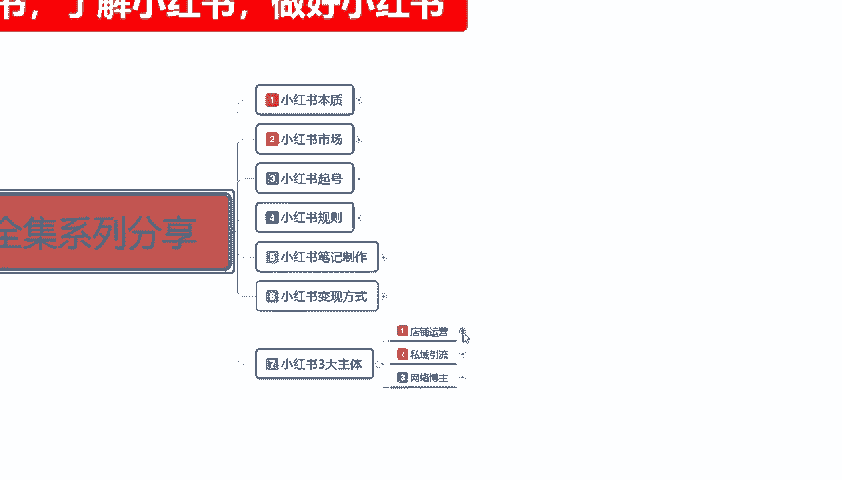 书，了解小红书，做好小红书
全集系列分享
1 小红书本质
2 小红书市场
3 小红书起号
4 小红书规则
5 小红书笔记制作
6 小红书变现方式
7 小红书3大主体
1 店铺运营
2 私域引流
3 网络博主